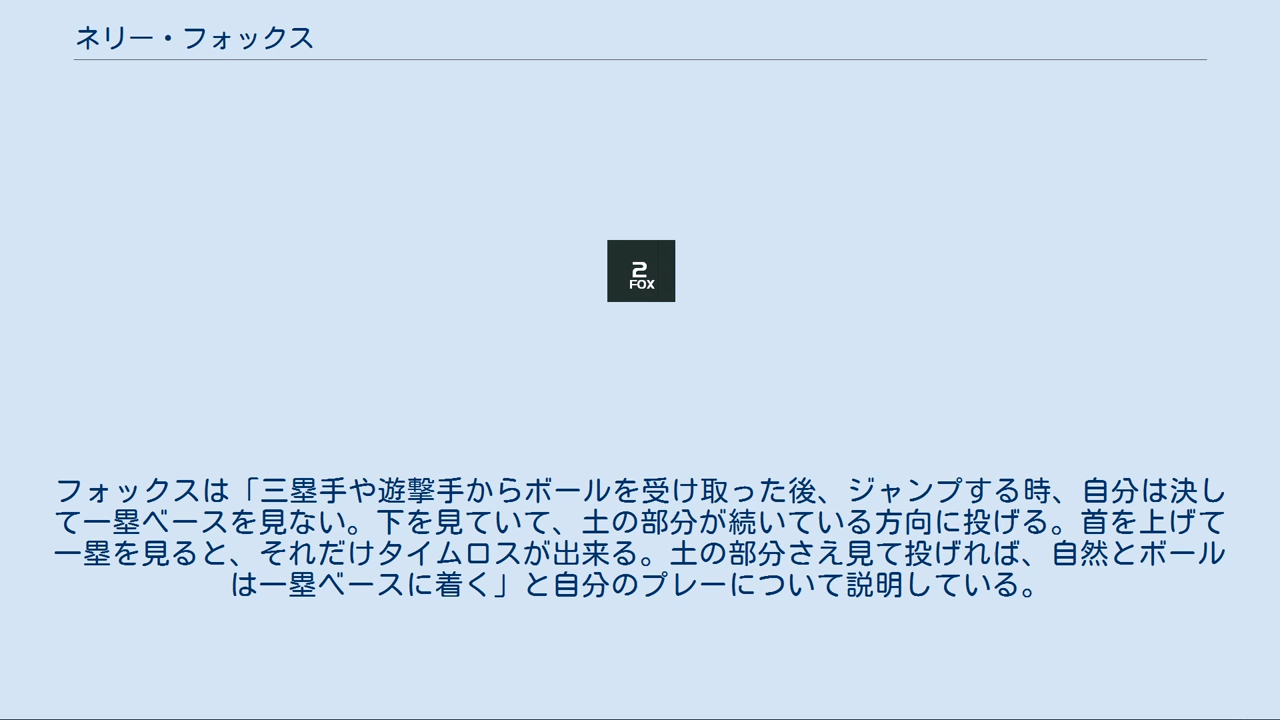 ネリー・フォックス
2
FOX
フォックスは「三塁手や遊撃手からボールを受け取った後、ジャンプする時、自分は決し
て一塁ベースを見ない。下を見ていて、土の部分が続いている方向に投げる。首を上げて
一塁を見ると、それだけタイムロスが出来る。土の部分さえ見て投げれば、自然とボール
は一塁ベースに着く」と自分のプレーについて説明している。